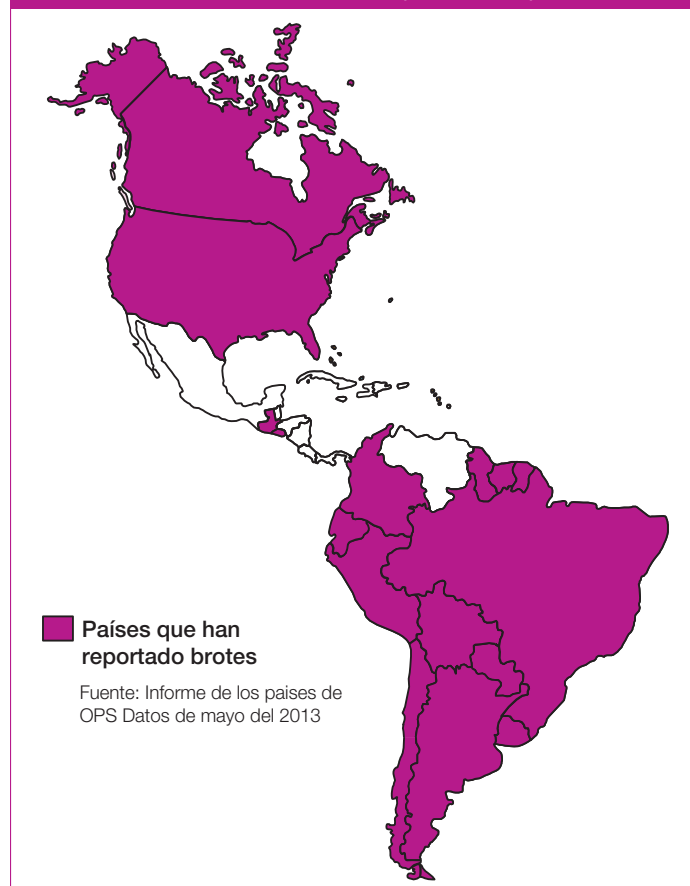 Países que han
reportado brotes
Fuente: Informe de los paises de
OPS Datos de mayo del 2013